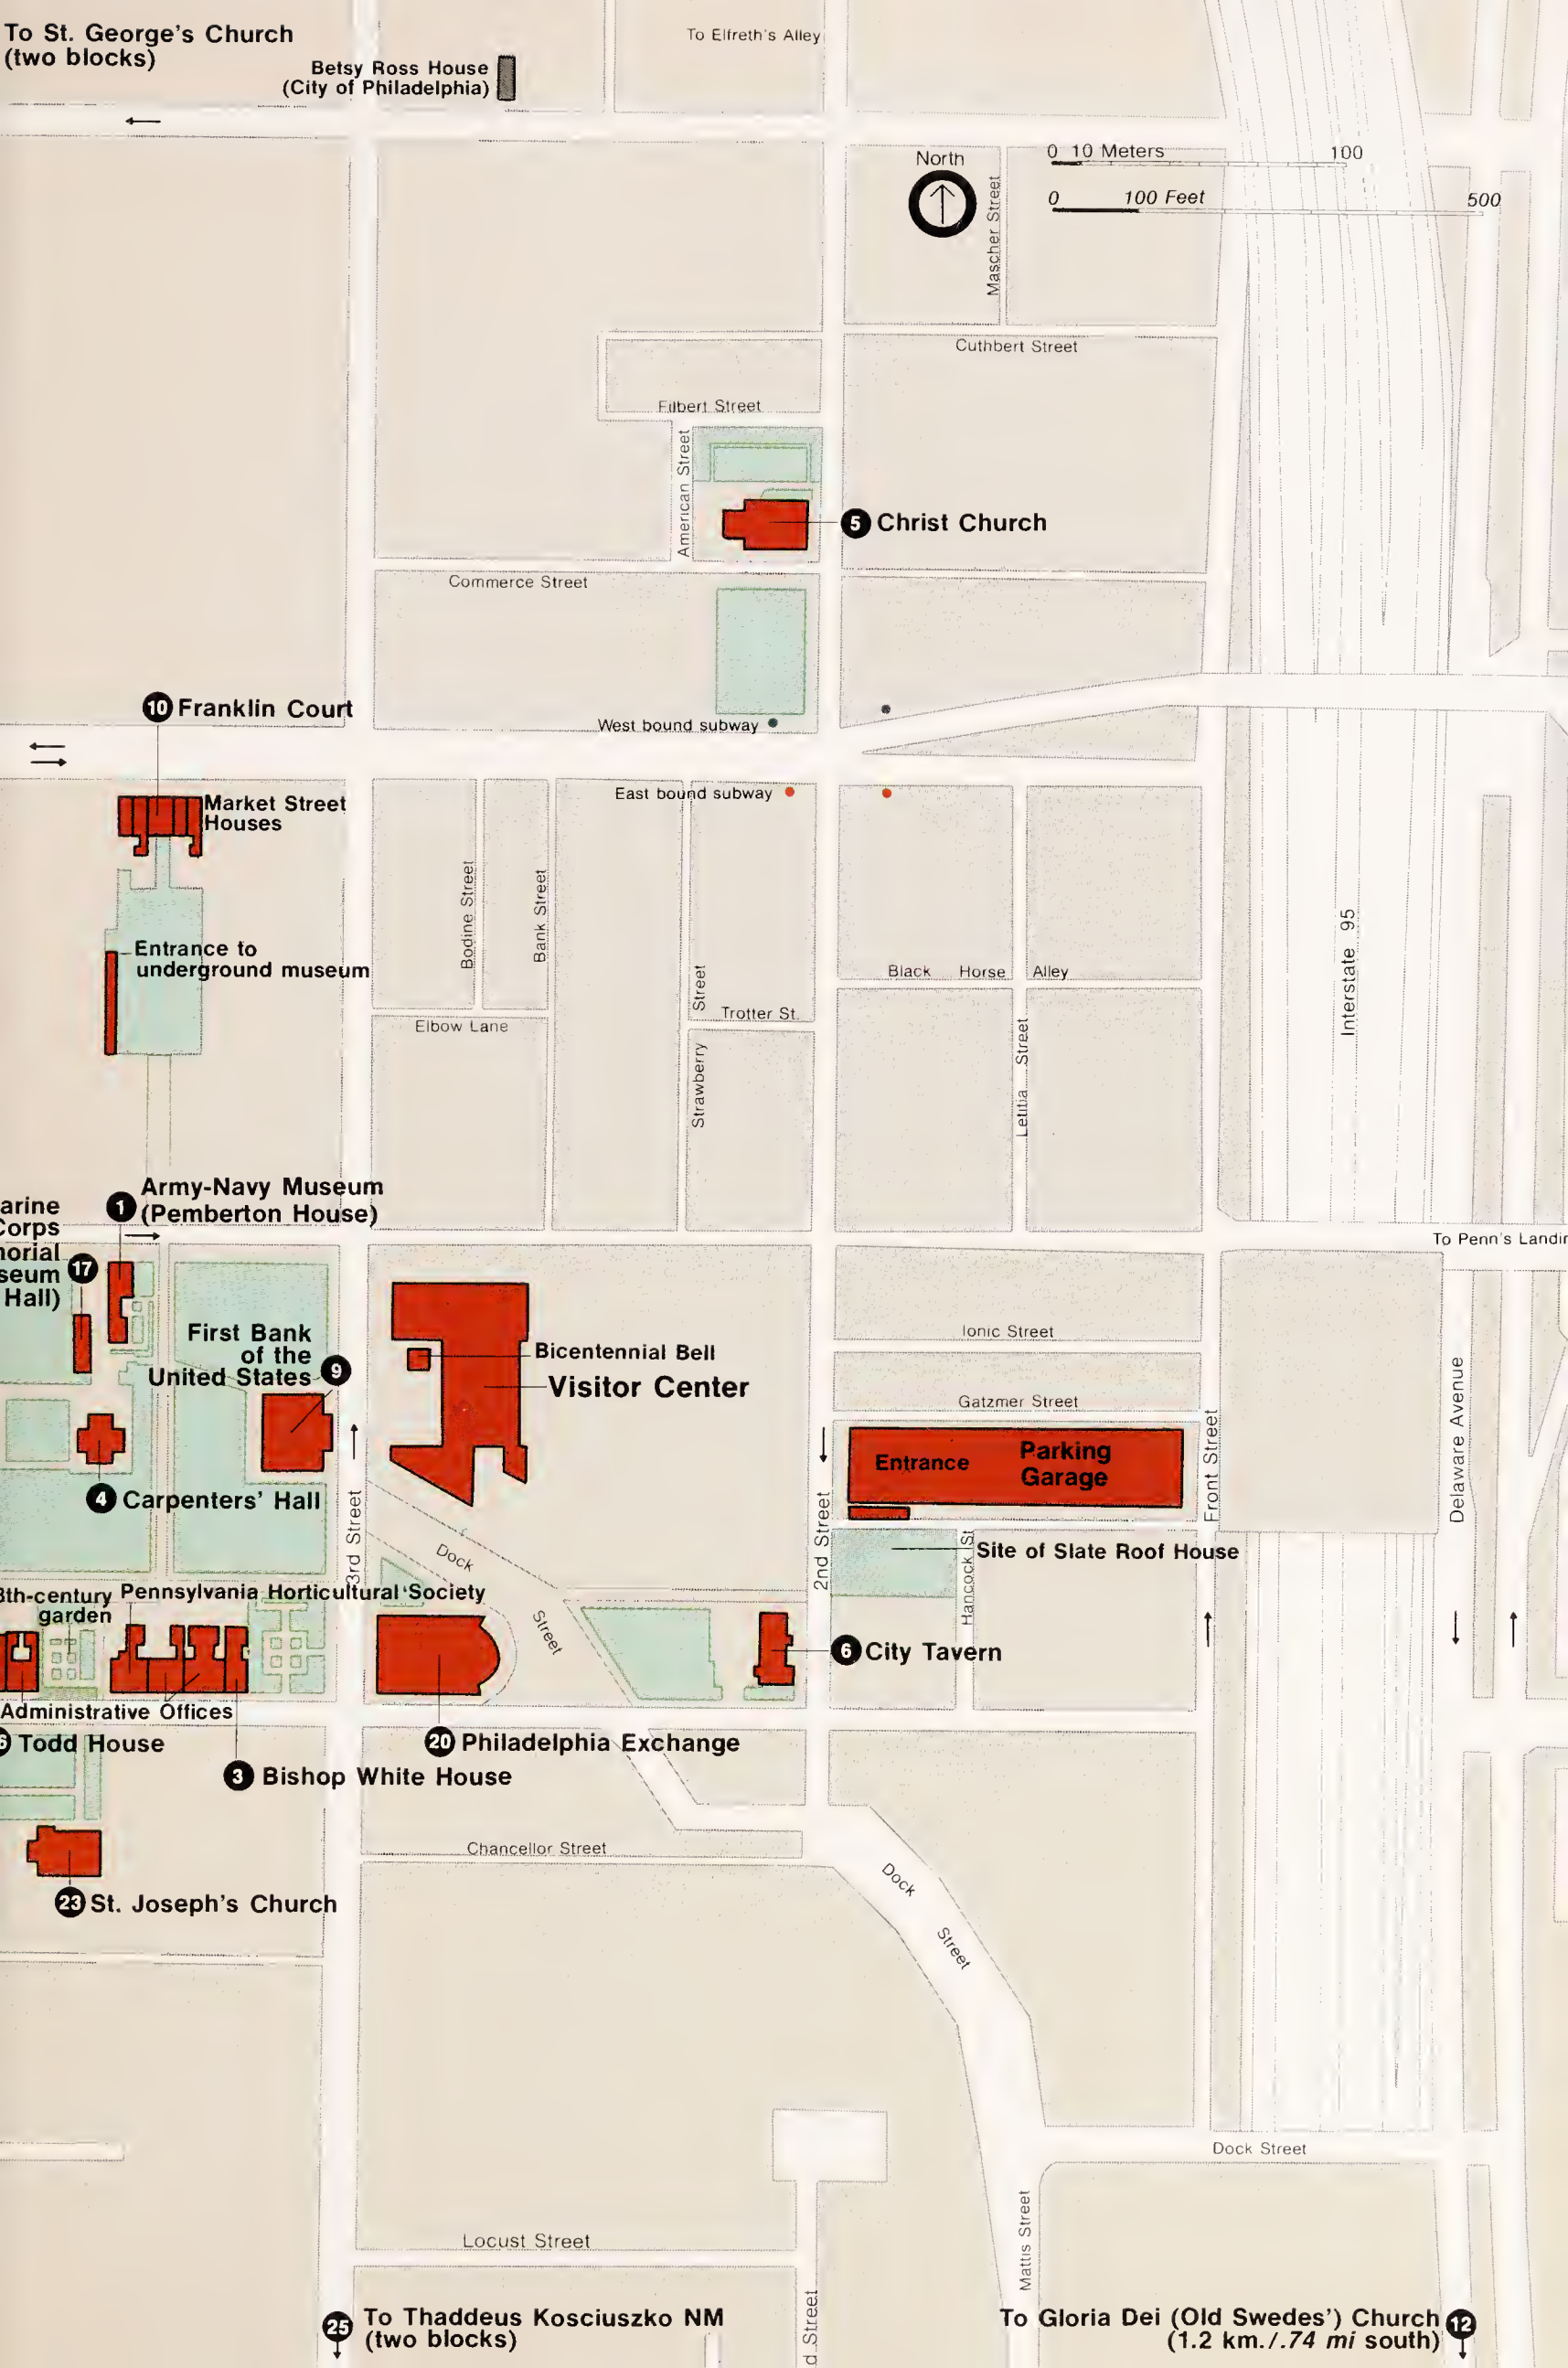 To St. George's Church
(two blocks)
Betsy Ross House
(City of Philadelphia)
To Elfreth's Alley
North
0 10 Meters 100
0 100 Feet 500
Mascher Street
Cuthbert Street
Filbert Street
American Street
5 Christ Church
Commerce Street
10 Franklin Court
West bound subway
East bound subway
Market Street
Houses
Bodine Street
Bank Street
Entrance to
underground museum
Interstate 95
Black Horse Alley
Strawberry Street
Trotter St.
Elbow Lane
Letitia Street
1 Army-Navy Museum
(Pemberton House)
arine
Corps
norial
seum
Hall)
17
To Penn's Landin
First Bank
of the
United States 9
Bicentennial Bell
Visitor Center
Ionic Street
Gatzmer Street
Entrance
Parking
Garage
Front Street
Delaware Avenue
4 Carpenters' Hall
3rd Street
2nd Street
Dock Street
Hancock St
Site of Slate Roof House
8th-century
garden
Pennsylvania Horticultural Society
6 City Tavern
Administrative Offices
6 Todd House
20 Philadelphia Exchange
3 Bishop White House
Chancellor Street
23 St. Joseph's Church
Dock Street
Dock Street
Mattis Street
Locust Street
25 To Thaddeus Kosciuszko NM
(two blocks)
d Street
To Gloria Dei (Old Swedes') Church 12
(1.2 km./.74 mi south)